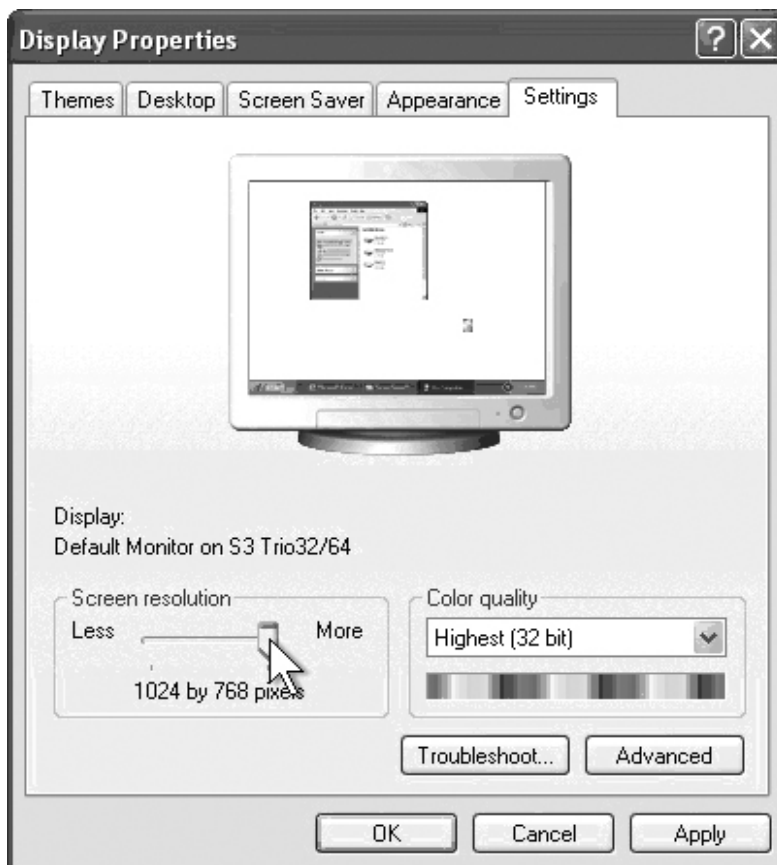 Display Properties
Themes Desktop Screen Saver Appearance Settings
Display:
Default Monitor on S3 Trio32/64
Screen resolution
Less More
1024 by 768 pixels
Color quality
Highest (32 bit)
Troubleshoot... Advanced
OK Cancel Apply